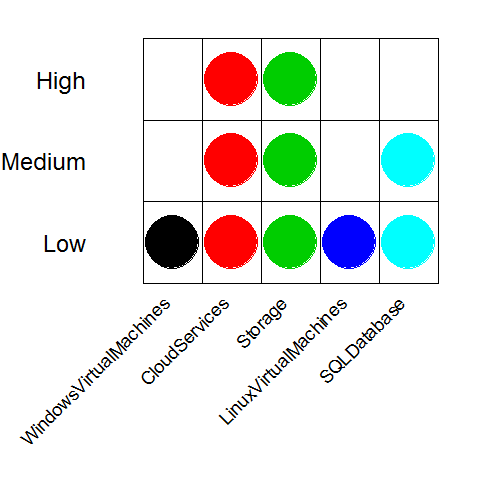 High
Medium
Low
WindowsVirtualMachines
CloudServices
Storage
LinuxVirtualMachines
SQLDatabase